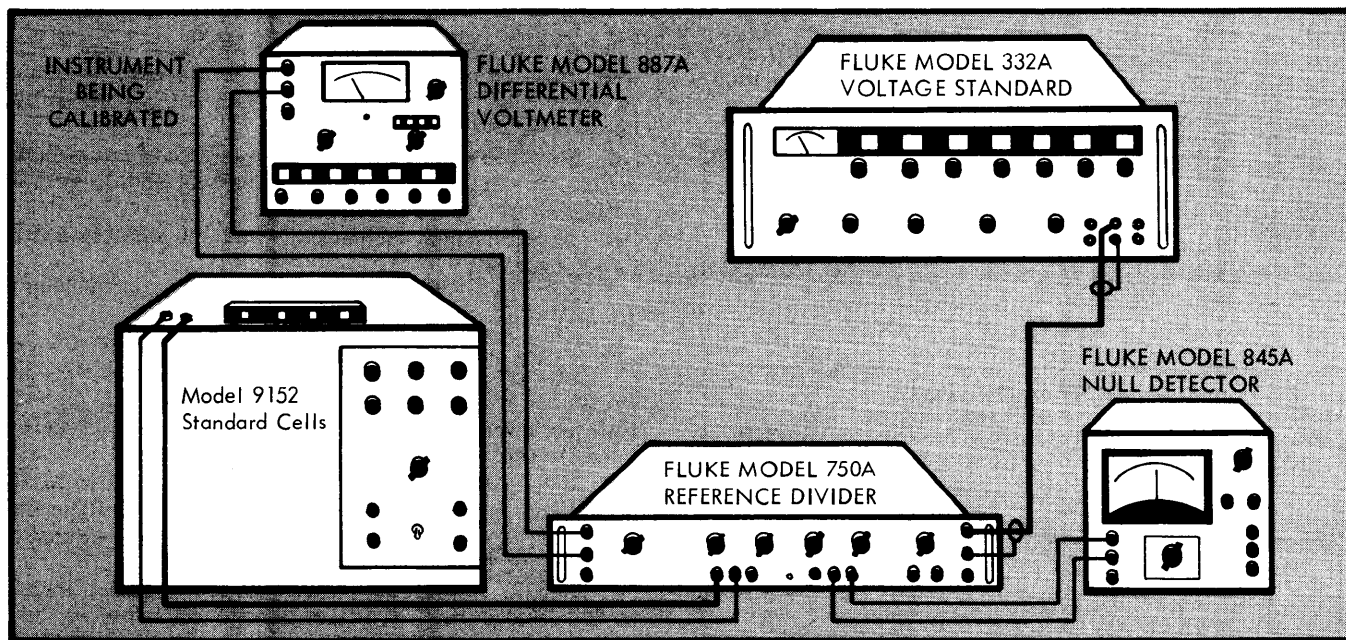 INSTRUMENT
BEING
CALIBRATED
FLUKE MODEL 887A
DIFFERENTIAL
VOLTMETER
FLUKE MODEL 332A
VOLTAGE STANDARD
Model 9152
Standard Cells
FLUKE MODEL 750A
REFERENCE DIVIDER
FLUKE MODEL 845A
NULL DETECTOR